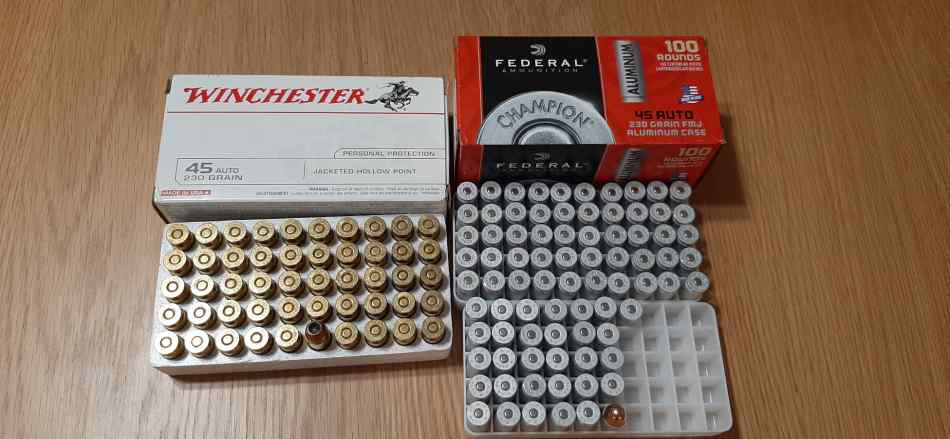 WINCHESTER
PERSONAL PROTECTION
45 AUTO
230 GRAIN
JACKETED HOLLOW POINT
MADE IN USA
WARNING:
FEDERAL
AMMUNITION
CHAMPION
ALUMINUM
100
ROUNDS
45 AUTO
230 GRAIN FMJ
ALUMINUM CASE
FEDERAL
100
ROUNDS